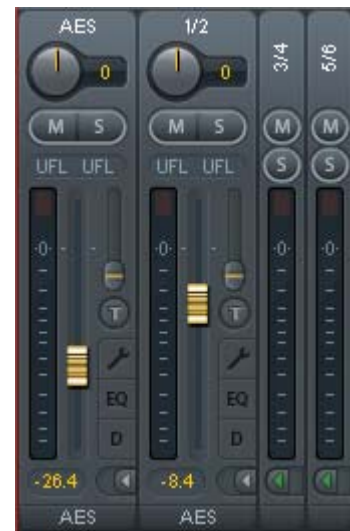 AES
0
M S
UFL UFL
-0-
T
EQ
D
-26.4
AES
1/2
0
M S
UFL UFL
-0-
T
EQ
D
-8.4
AES
3/4
M
S
-0-
5/6
M
S
-0-